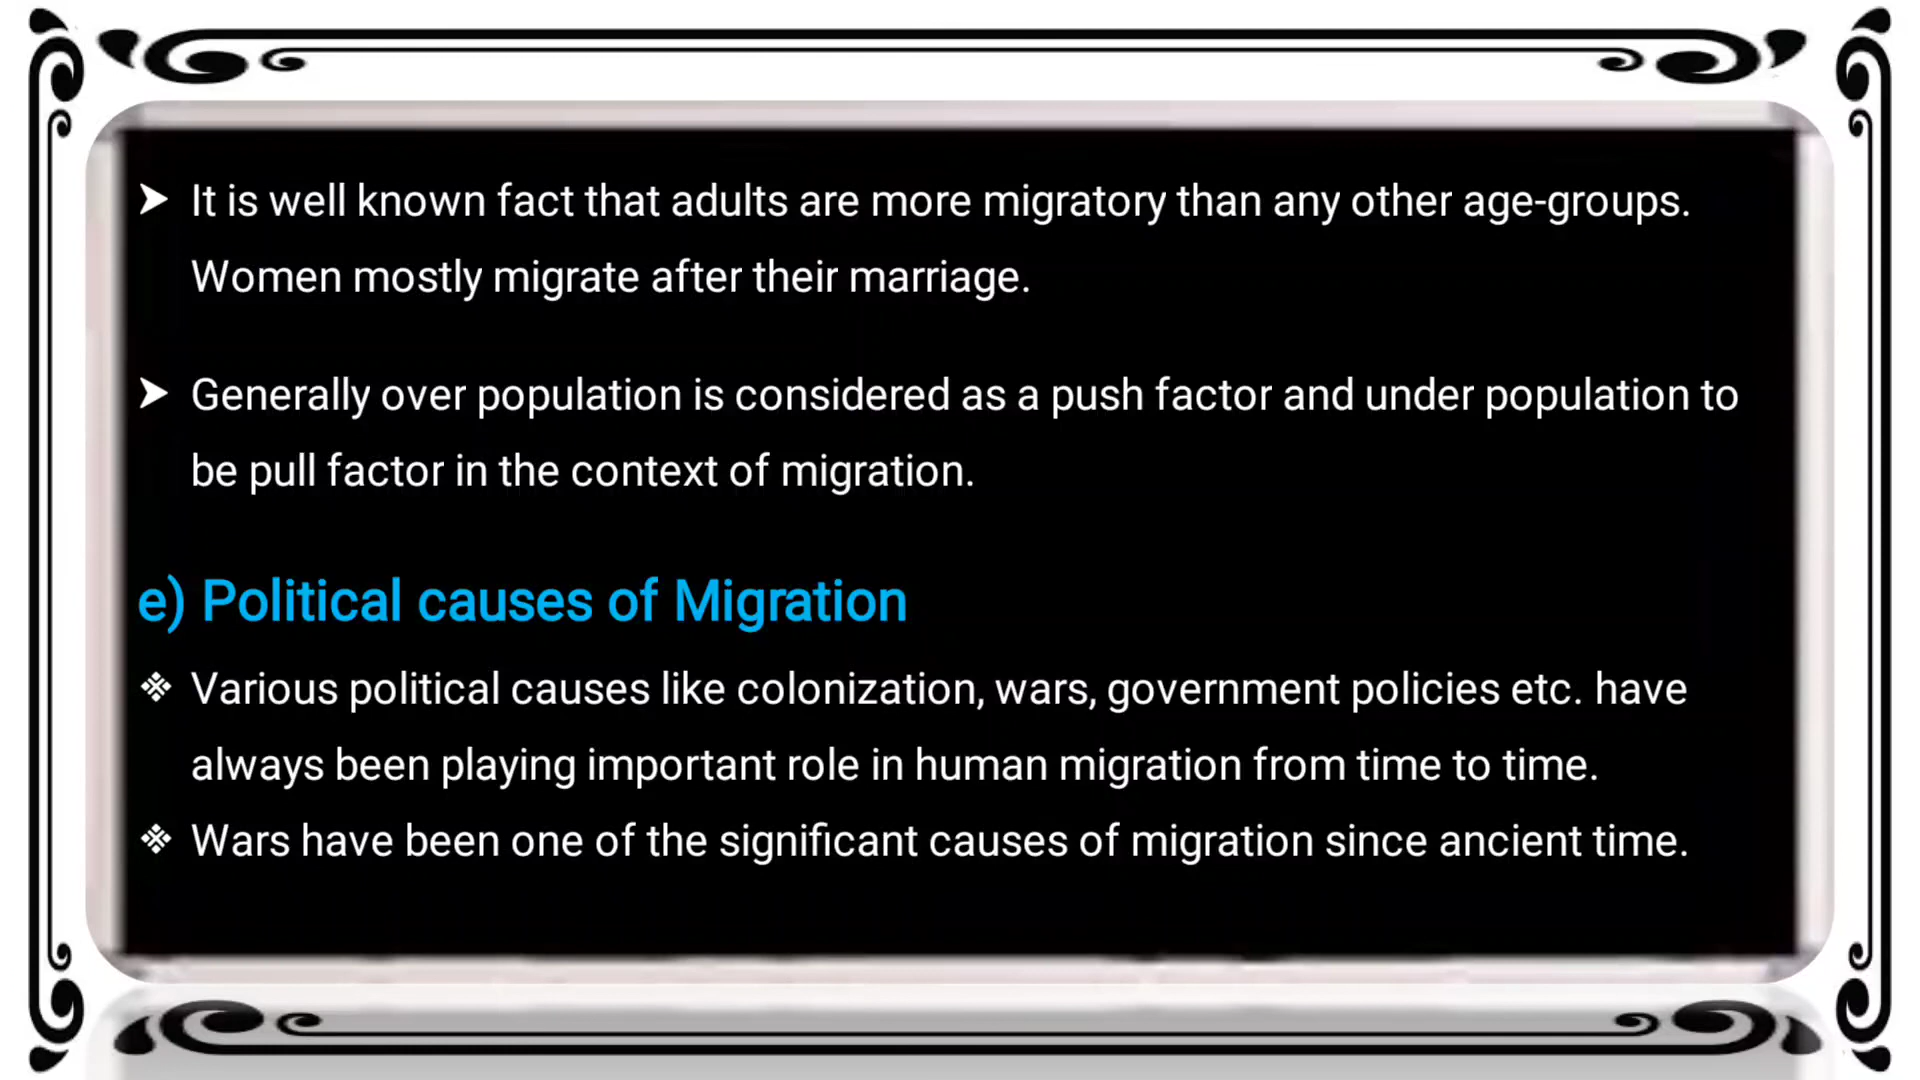 ➤ It is well known fact that adults are more migratory than any other age-groups.
Women mostly migrate after their marriage.
➤ Generally over population is considered as a push factor and under population to
be pull factor in the context of migration.
e) Political causes of Migration
❖ Various political causes like colonization, wars, government policies etc. have
always been playing important role in human migration from time to time.
❖ Wars have been one of the significant causes of migration since ancient time.